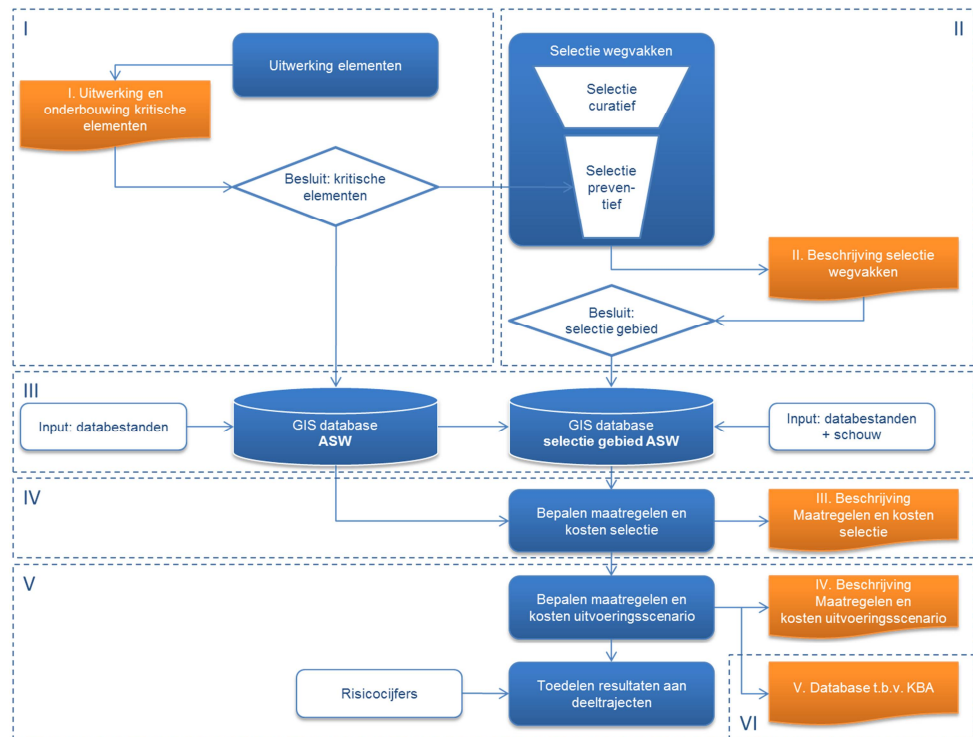 I
Uitwerking elementen
I. Uitwerking en
onderbouwing kritische
elementen
Besluit: kritische
elementen
II
Selectie wegvakken
Selectie
curatief
Selectie
preven-
tief
II. Beschrijving selectie
wegvakken
Besluit:
selectie gebied
III
Input: databestanden
GIS database
ASW
GIS database
selectie gebied ASW
Input: databestanden
+ schouw
IV
Bepalen maatregelen en
kosten selectie
III. Beschrijving
Maatregelen en kosten
selectie
V
Bepalen maatregelen en
kosten uitvoeringsscenario
IV. Beschrijving
Maatregelen en
kosten uitvoeringsscenario
Risicocijfers
Toedelen resultaten aan
deeltrajecten
V. Database t.b.v. KBA
VI